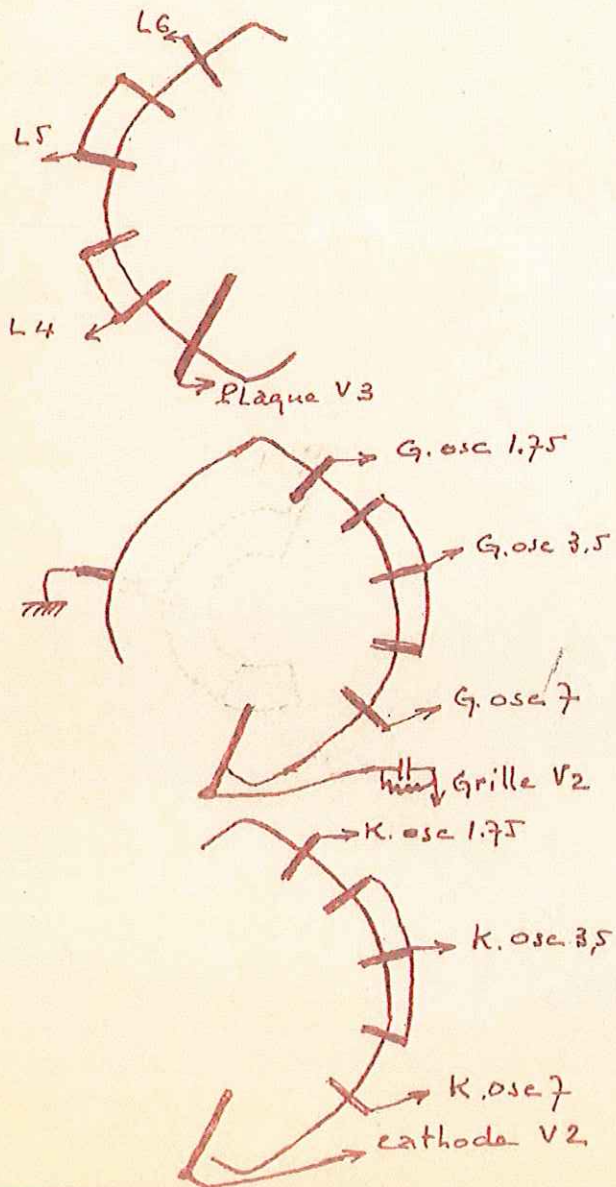 L6
L5
L4
Plaque V3
G.osc 1.75
G.osc 3,5
G.osc 7
Grille V2
K.osc 1.75
K.osc 3,5
K.osc 7
cathode V2